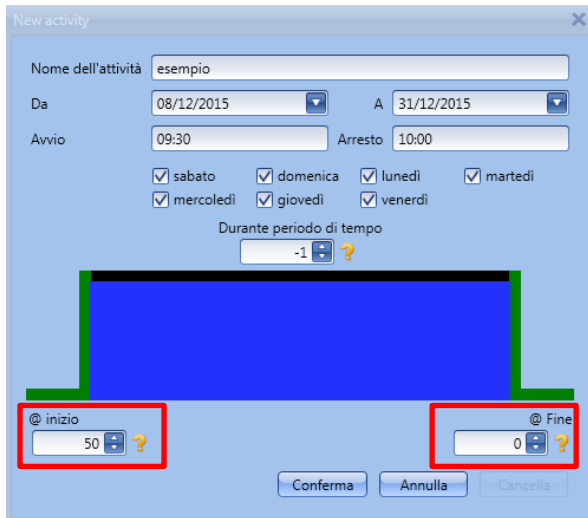 New activity
Nome dell'attività esempio
Da 08/12/2015 A 31/12/2015
Avvio 09:30 Arresto 10:00
sabato domenica lunedì martedì
mercoledì giovedì venerdì
Durante periodo di tempo
-1 ?
@ inizio @ Fine
50 ? 0 ?
Conferma Annulla Cancella